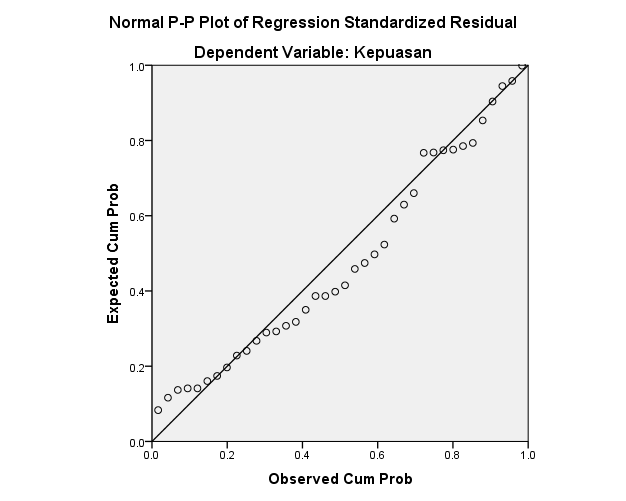 Normal P-P Plot of Regression Standardized Residual
Dependent Variable: Kepuasan
1.0
0.8
0.6
0.4
0.2
0.0
Expected Cum Prob
0.0 0.2 0.4 0.6 0.8 1.0
Observed Cum Prob